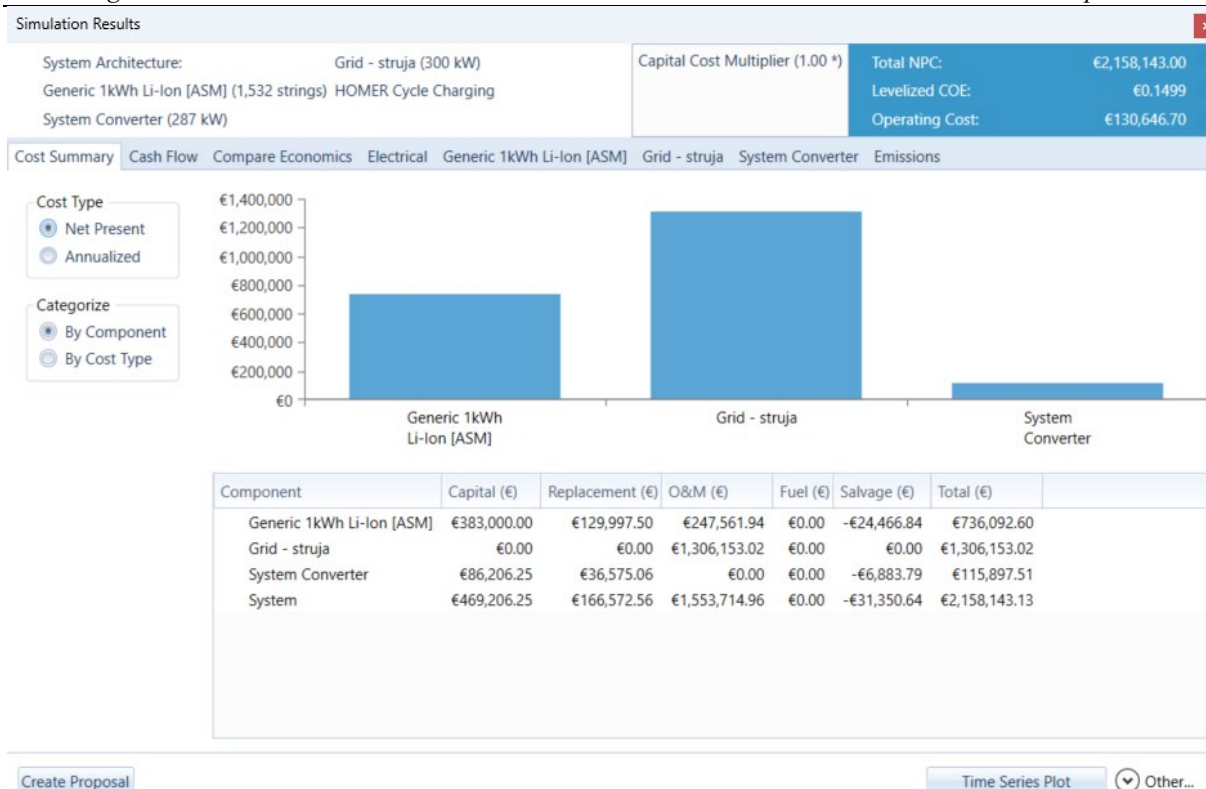 Simulation Results
System Architecture: Grid - struja (300 kW)
Generic 1kWh Li-Ion [ASM] (1,532 strings) HOMER Cycle Charging
System Converter (287 kW)
Capital Cost Multiplier (1.00 *)
Total NPC: €2,158,143.00
Levelized COE: €0.1499
Operating Cost: €130,646.70
Cost Summary Cash Flow Compare Economics Electrical Generic 1kWh Li-Ion [ASM] Grid - struja System Converter Emissions
Cost Type
Net Present
Annualized
Categorize
By Component
By Cost Type
€1,400,000
€1,200,000
€1,000,000
€800,000
€600,000
€400,000
€200,000
€0
Generic 1kWh
Li-Ion [ASM]
Grid - struja
System
Converter
Component Capital (€) Replacement (€) O&M (€) Fuel (€) Salvage (€) Total (€)
Generic 1kWh Li-Ion [ASM] €383,000.00 €129,997.50 €247,561.94 €0.00 -€24,466.84 €736,092.60
Grid - struja €0.00 €0.00 €1,306,153.02 €0.00 €0.00 €1,306,153.02
System Converter €86,206.25 €36,575.06 €0.00 €0.00 -€6,883.79 €115,897.51
System €469,206.25 €166,572.56 €1,553,714.96 €0.00 -€31,350.64 €2,158,143.13
Create Proposal
Time Series Plot
Other...